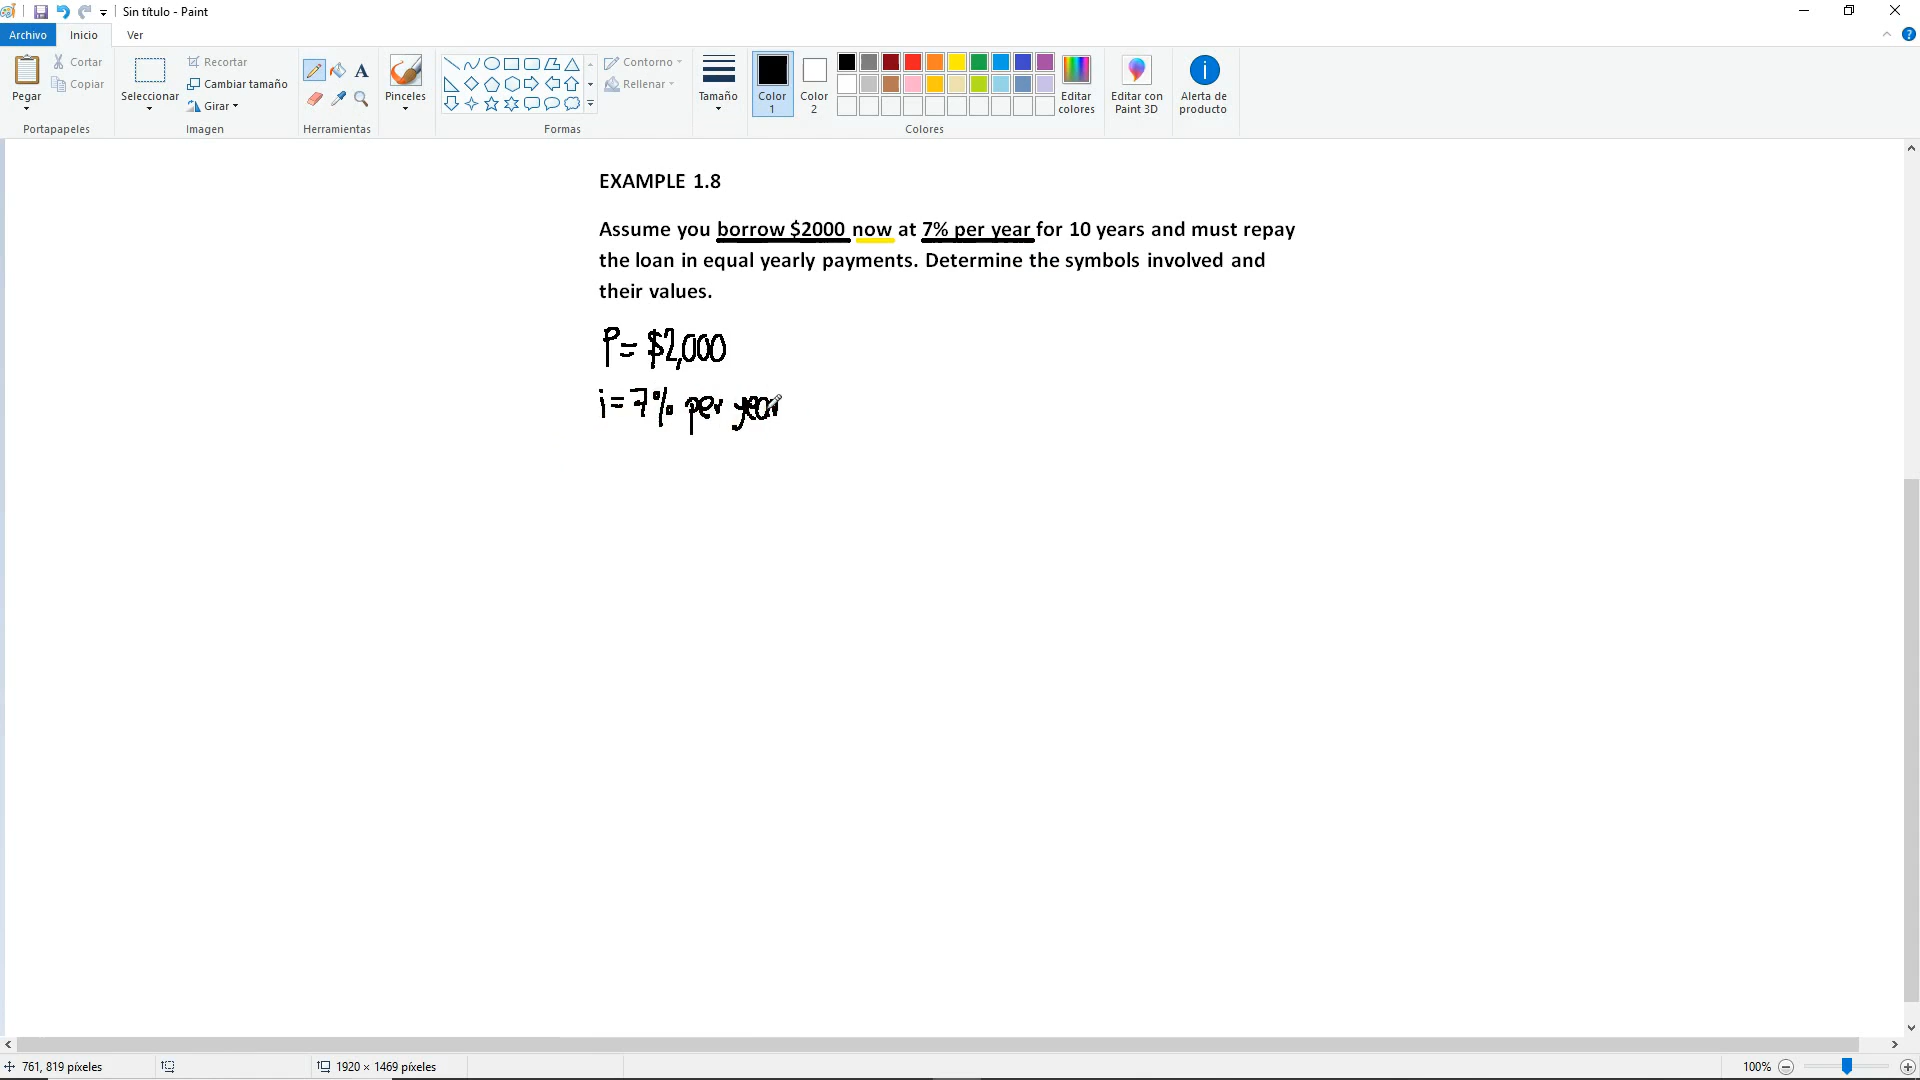 Sin título - Paint
Archivo Inicio Ver
Pegar
Cortar
Copiar
Portapapeles
Seleccionar
Recortar
Cambiar tamaño
Girar
Imagen
A
Herramientas
Pinceles
Contorno
Rellenar
Formas
Tamaño
Color 1
Color 2
Editar colores
Colores
Editar con Paint 3D
Alerta de producto
EXAMPLE 1.8
Assume you borrow $2000 now at 7% per year for 10 years and must repay
the loan in equal yearly payments. Determine the symbols involved and
their values.
P = $2,000
i = 7% per year
761, 819 píxeles 1920 × 1469 píxeles 100%